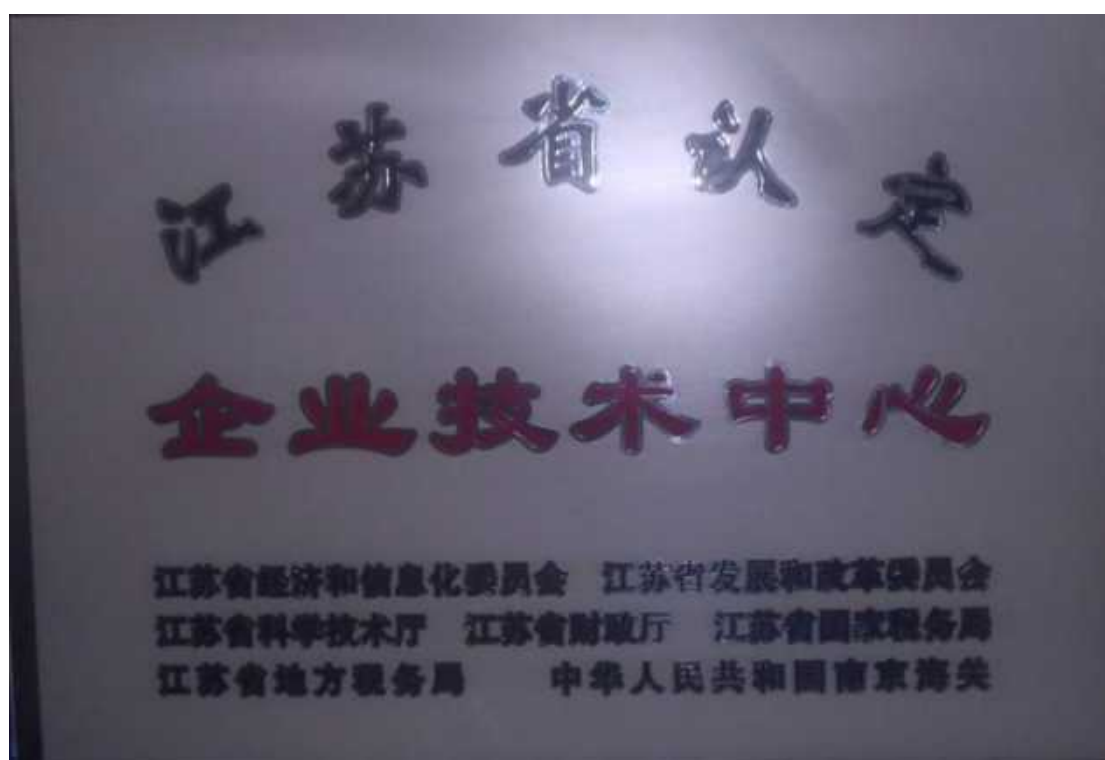 江苏省认定
企业技术中心
江苏省经济和信息化委员会 江苏省发展和改革委员会
江苏省科学技术厅 江苏省财政厅 江苏省国家税务局
江苏省地方税务局 中华人民共和国南京海关